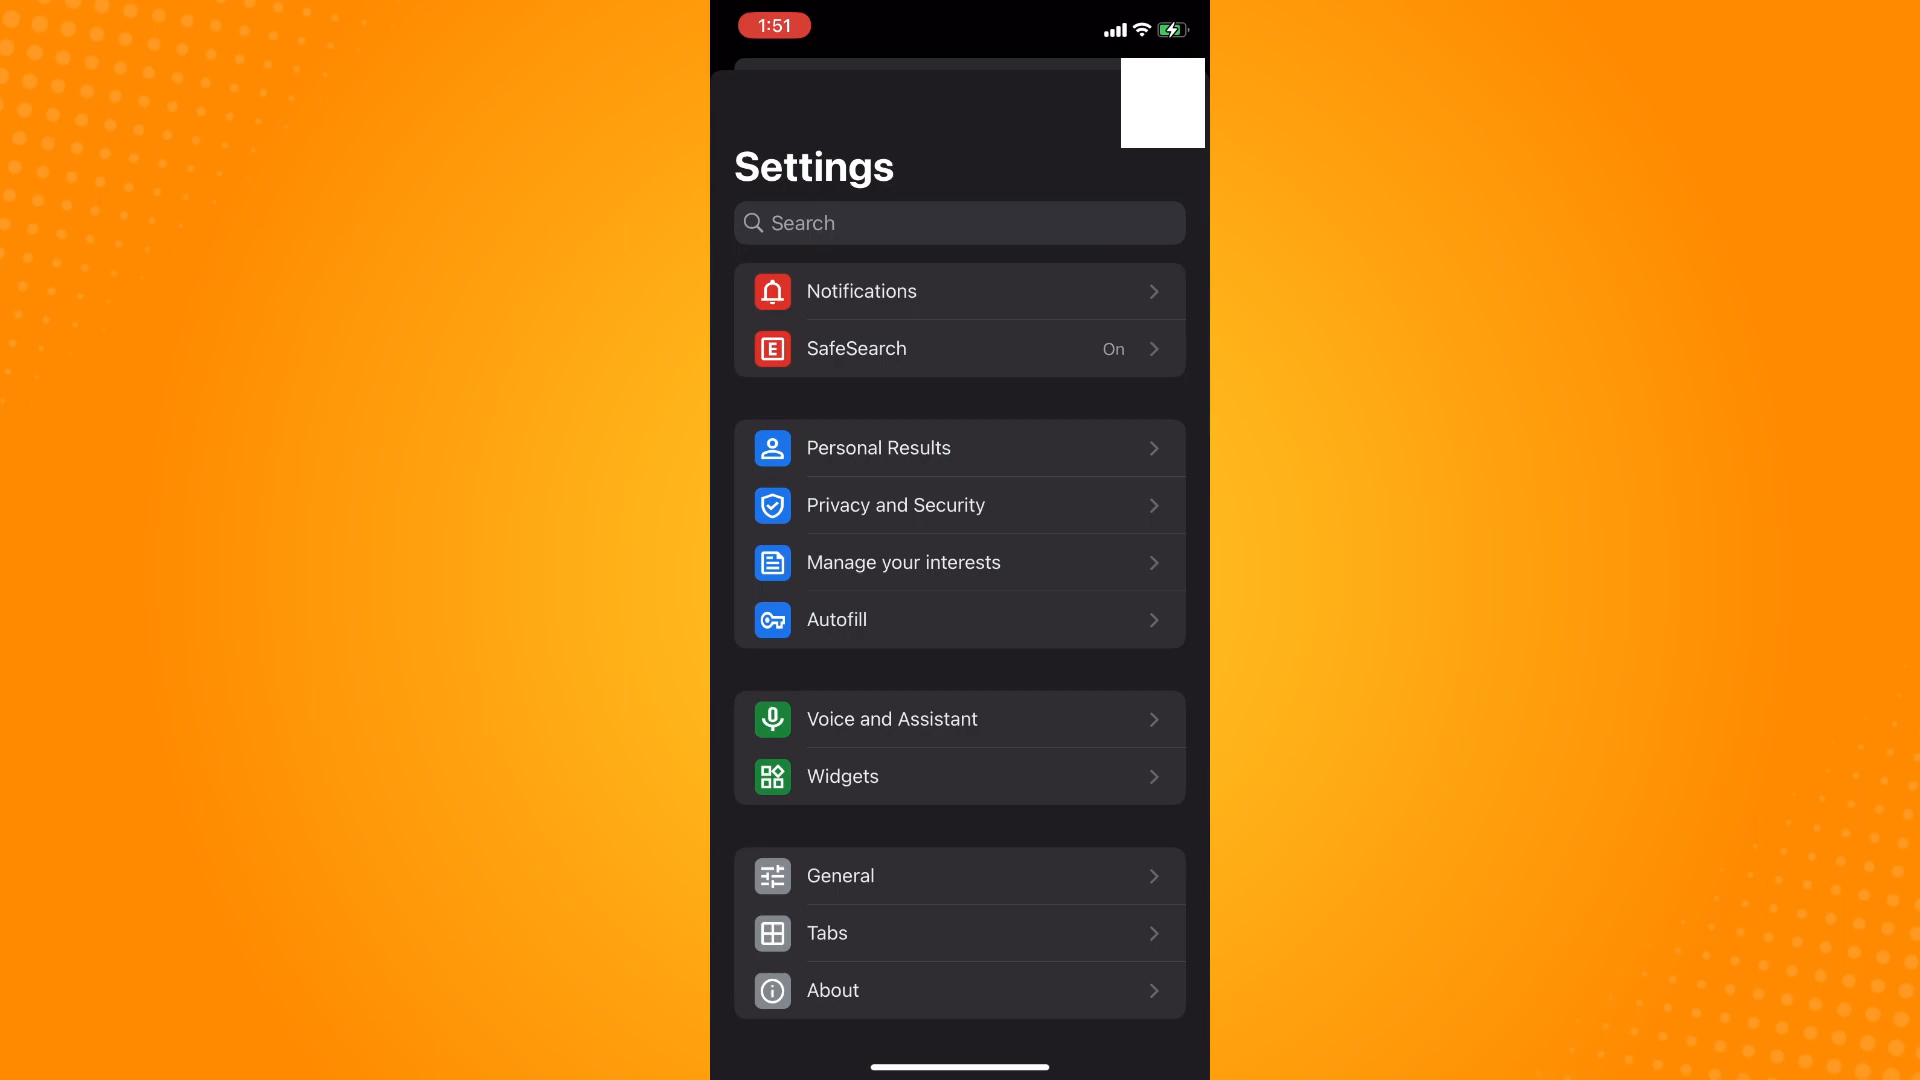 1:51
Settings
Search
Notifications
SafeSearch On
Personal Results
Privacy and Security
Manage your interests
Autofill
Voice and Assistant
Widgets
General
Tabs
About